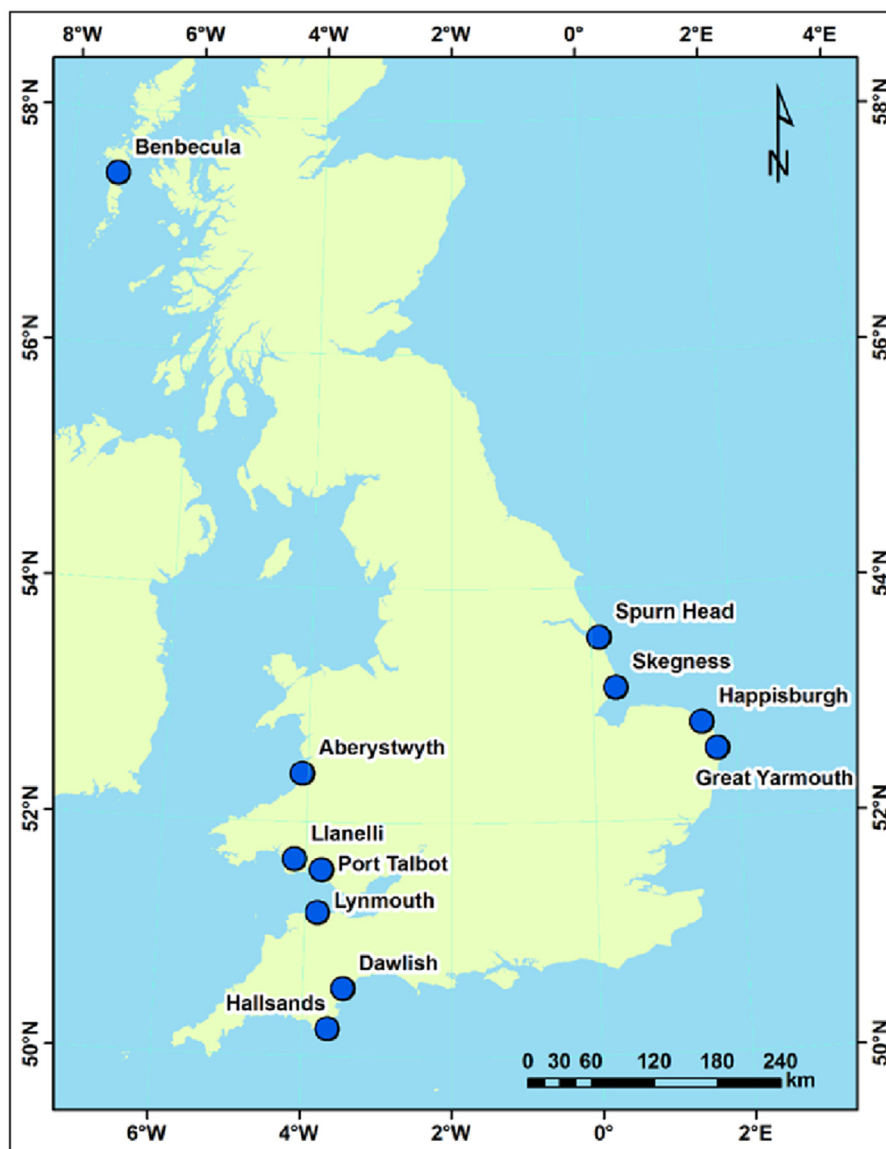 8°W 6°W 4°W 2°W 0° 2°E 4°E
58°N 58°N
N
Benbecula
56°N 56°N
54°N 54°N
Spurn Head
Skegness
Happisburgh
Aberystwyth
Great Yarmouth
52°N 52°N
Llanelli
Port Talbot
Lynmouth
Dawlish
Hallsands
50°N 50°N
0 30 60 120 180 240
km
6°W 4°W 2°W 0° 2°E